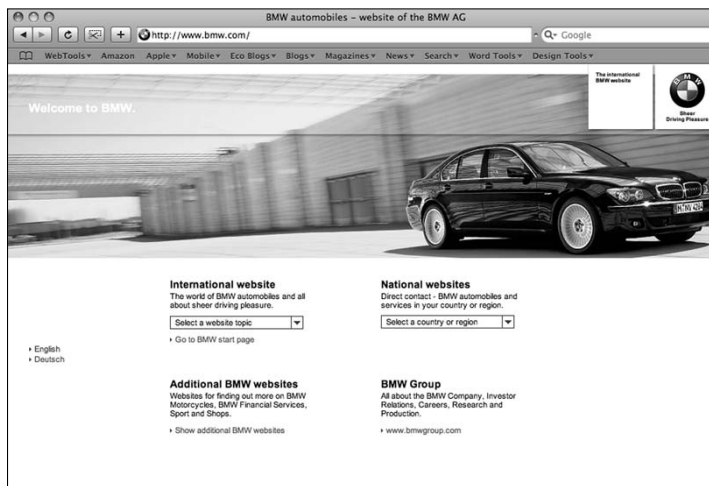 BMW automobiles – website of the BMW AG
http://www.bmw.com/
Google
WebTools Amazon Apple Mobile Eco Blogs Blogs Magazines News Search Word Tools Design Tools
The international
BMW website
BMW
Sheer
Driving Pleasure
Welcome to BMW.
International website
The world of BMW automobiles and all
about sheer driving pleasure.
Select a website topic
Go to BMW start page
National websites
Direct contact - BMW automobiles and
services in your country or region.
Select a country or region
English
Deutsch
Additional BMW websites
Websites for finding out more on BMW
Motorcycles, BMW Financial Services,
Sport and Shops.
Show additional BMW websites
BMW Group
All about the BMW Company, Investor
Relations, Careers, Research and
Production.
www.bmwgroup.com